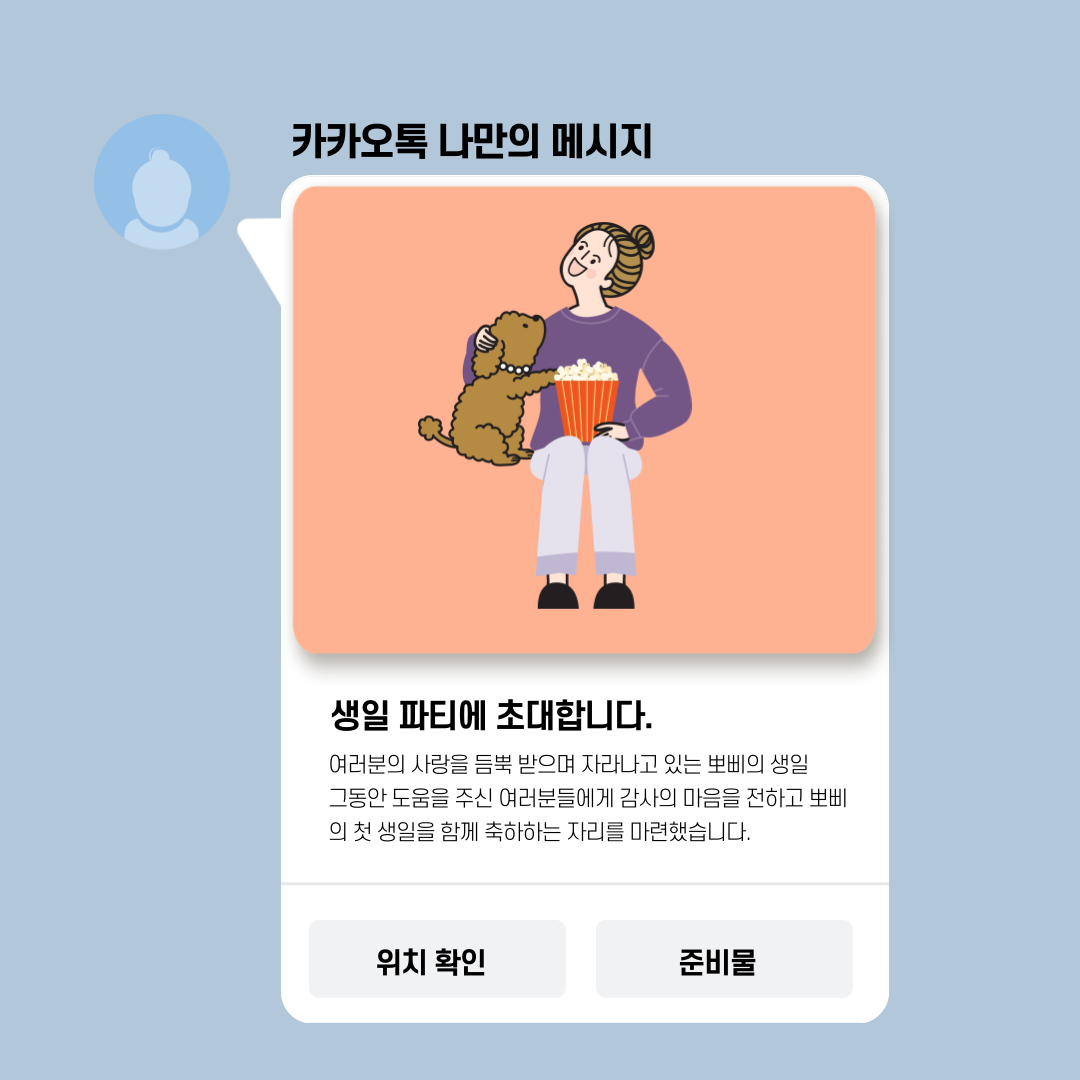 카카오톡 나만의 메시지
생일 파티에 초대합니다.
여러분의 사랑을 듬뿍 받으며 자라나고 있는 뽀삐의 생일
그동안 도움을 주신 여러분들에게 감사의 마음을 전하고 뽀삐
의 첫 생일을 함께 축하하는 자리를 마련했습니다.
위치 확인
준비물